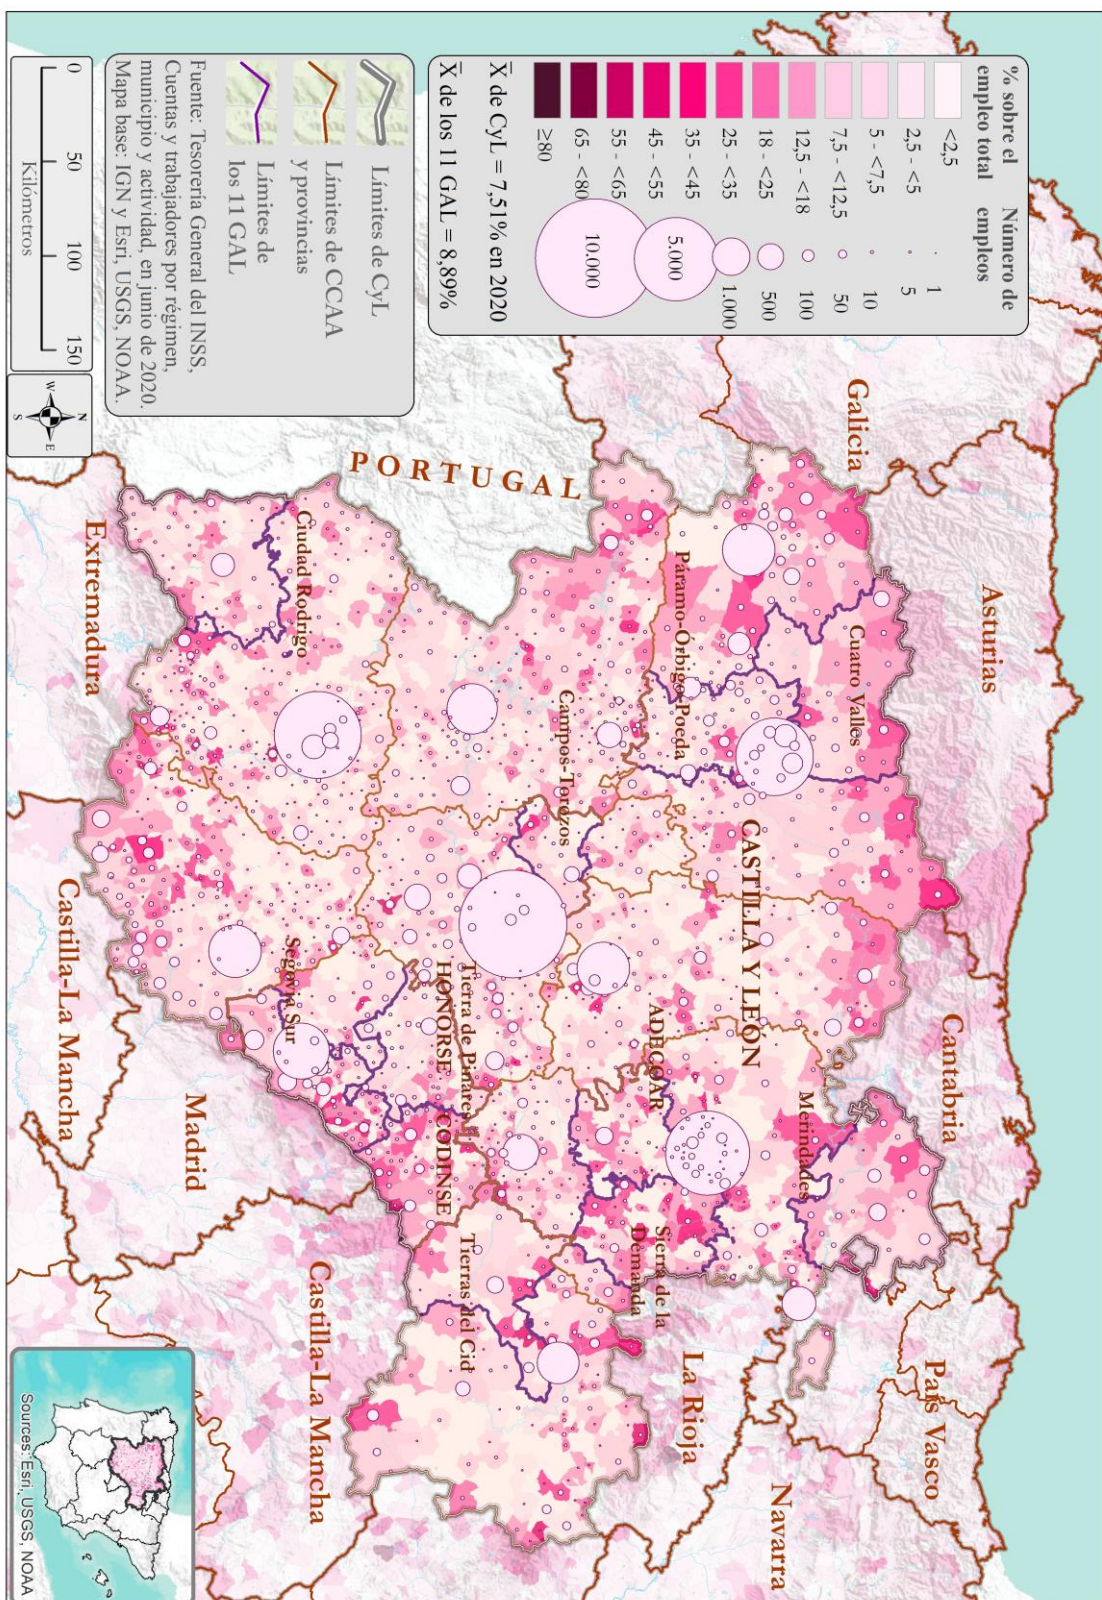 Galicia
Asturias
Cantabria
País Vasco
Navarra
La Rioja
Castilla-La Mancha
Madrid
Castilla-La Mancha
Extremadura
PORTUGAL
CASTILLA Y LEÓN
Cuatro Valles
Páramo-Órbigo-Poeda
Campos-Torozos
Merindades
ADECOAR
Sierra de la
Demanda
Tierra de Pinares
HONORSE
CODINSE
Tierras del Cid
Segovia Sur
Ciudad Rodrigo
% sobre el
empleo total
<2,5
2,5 - <5
5 - <7,5
7,5 - <12,5
12,5 - <18
18 - <25
25 - <35
35 - <45
45 - <55
55 - <65
65 - <80
≥80
Número de
empleos
1
5
10
50
100
500
1.000
5.000
10.000
X̅ de CyL = 7,51% en 2020
X̅ de los 11 GAL = 8,89%
Límites de CyL
Límites de CCAA
y provincias
Límites de
los 11 GAL
Fuente: Tesorería General del INSS,
Cuentas y trabajadores por régimen,
municipio y actividad, en junio de 2020.
Mapa base: IGN y Esri, USGS, NOAA.
0 50 100 150
Kilómetros
N
W E
S
Sources: Esri, USGS, NOAA